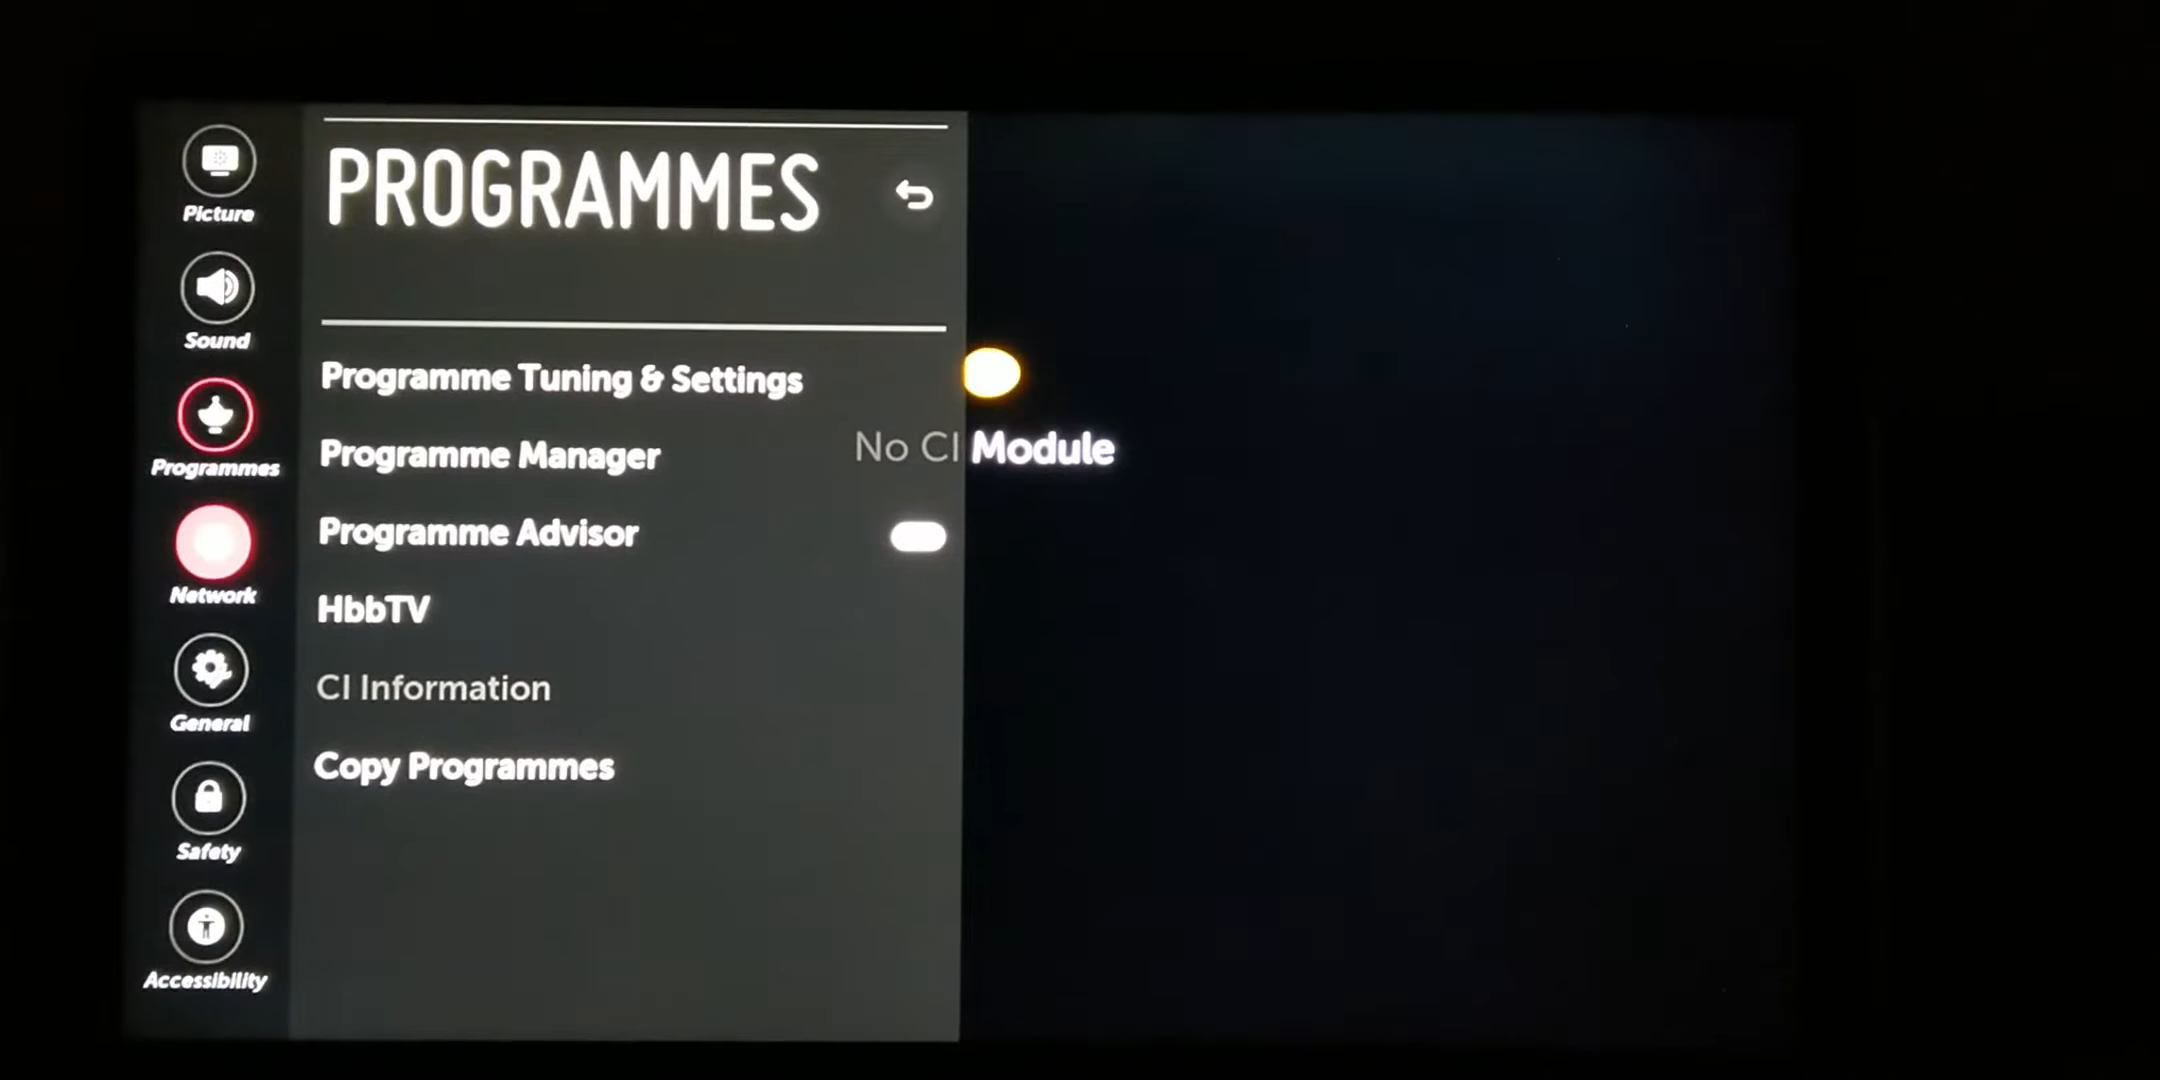 Picture
Sound
Programmes
Network
General
Safety
Accessibility
PROGRAMMES
Programme Tuning & Settings
Programme Manager
No CI Module
Programme Advisor
HbbTV
CI Information
Copy Programmes